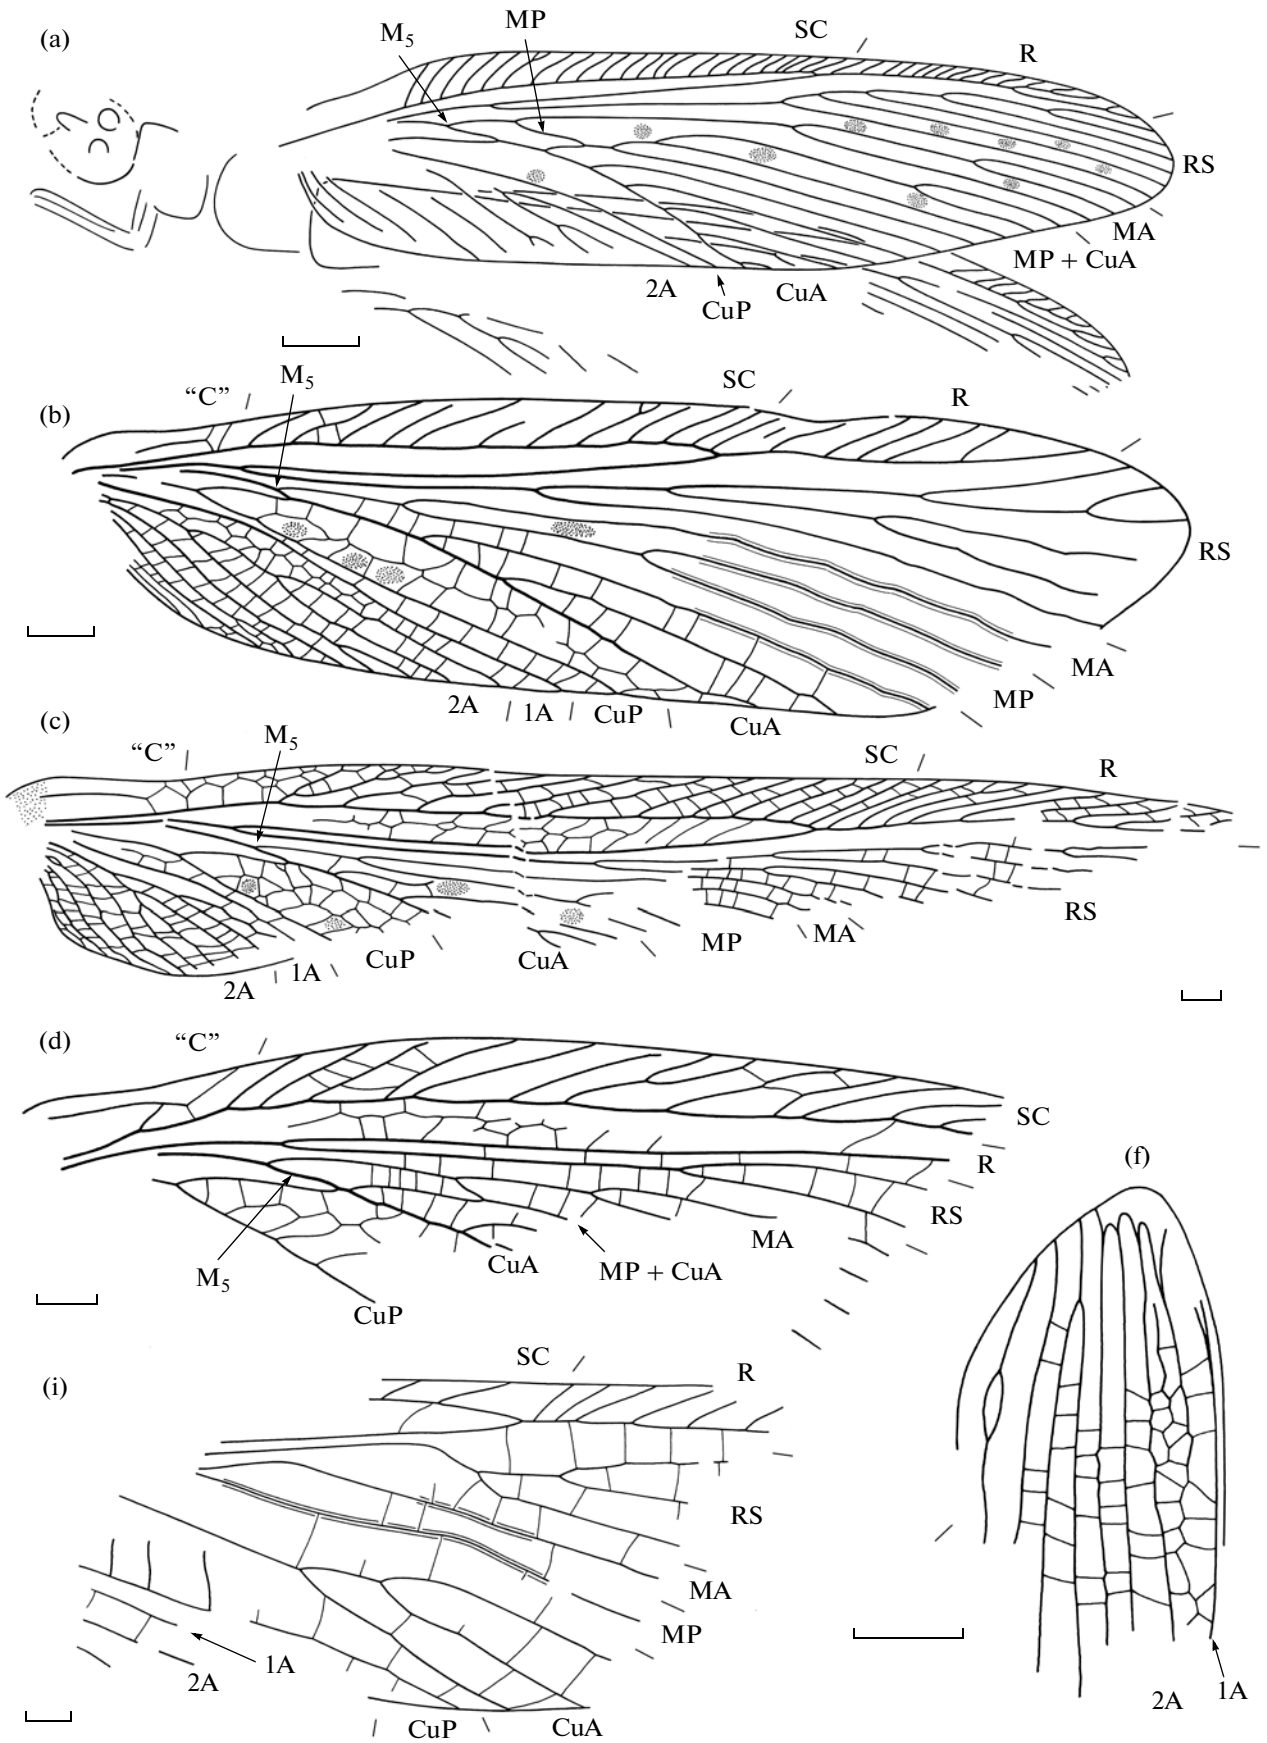 (a)
M5
MP
SC
R
RS
MA
MP + CuA
2A
CuP
CuA
(b)
“C”
M5
SC
R
RS
MA
MP
2A
1A
CuP
CuA
(c)
“C”
M5
SC
R
RS
MA
MP
CuA
CuP
1A
2A
(d)
“C”
SC
R
RS
MA
MP + CuA
CuA
M5
CuP
(f)
2A
1A
(i)
SC
R
RS
MA
MP
1A
2A
CuP
CuA